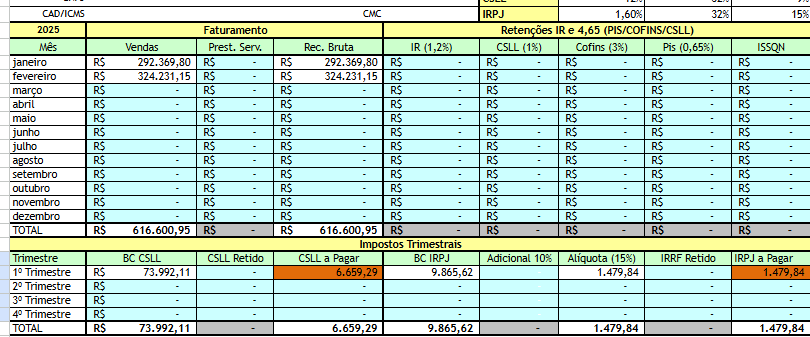 CSLL 12% 32% 9%
CAD/ICMS CMC IRPJ 1,60% 32% 15%
2025 Faturamento Retenções IR e 4,65 (PIS/COFINS/CSLL)
Mês Vendas Prest. Serv. Rec. Bruta IR (1,2%) CSLL (1%) Cofins (3%) Pis (0,65%) ISSQN
janeiro R$ 292.369,80 R$ - R$ 292.369,80 R$ - R$ - R$ - R$ - R$ -
fevereiro R$ 324.231,15 R$ - R$ 324.231,15 R$ - R$ - R$ - R$ - R$ -
março R$ - R$ - R$ - R$ - R$ - R$ - R$ - R$ -
abril R$ - R$ - R$ - R$ - R$ - R$ - R$ - R$ -
maio R$ - R$ - R$ - R$ - R$ - R$ - R$ - R$ -
junho R$ - R$ - R$ - R$ - R$ - R$ - R$ - R$ -
julho R$ - R$ - R$ - R$ - R$ - R$ - R$ - R$ -
agosto R$ - R$ - R$ - R$ - R$ - R$ - R$ - R$ -
setembro R$ - R$ - R$ - R$ - R$ - R$ - R$ - R$ -
outubro R$ - R$ - R$ - R$ - R$ - R$ - R$ - R$ -
novembro R$ - R$ - R$ - R$ - R$ - R$ - R$ - R$ -
dezembro R$ - R$ - R$ - R$ - R$ - R$ - R$ - R$ -
TOTAL R$ 616.600,95 R$ - R$ 616.600,95 R$ - R$ - R$ - R$ - R$ -
Impostos Trimestrais
Trimestre BC CSLL CSLL Retido CSLL a Pagar BC IRPJ Adicional 10% Alíquota (15%) IRRF Retido IRPJ a Pagar
1º Trimestre R$ 73.992,11 - 6.659,29 9.865,62 1.479,84 - 1.479,84
2º Trimestre R$ - - - - - - -
3º Trimestre R$ - - - - - - -
4º Trimestre R$ - - - - - - -
TOTAL R$ 73.992,11 - 6.659,29 9.865,62 - 1.479,84 - 1.479,84